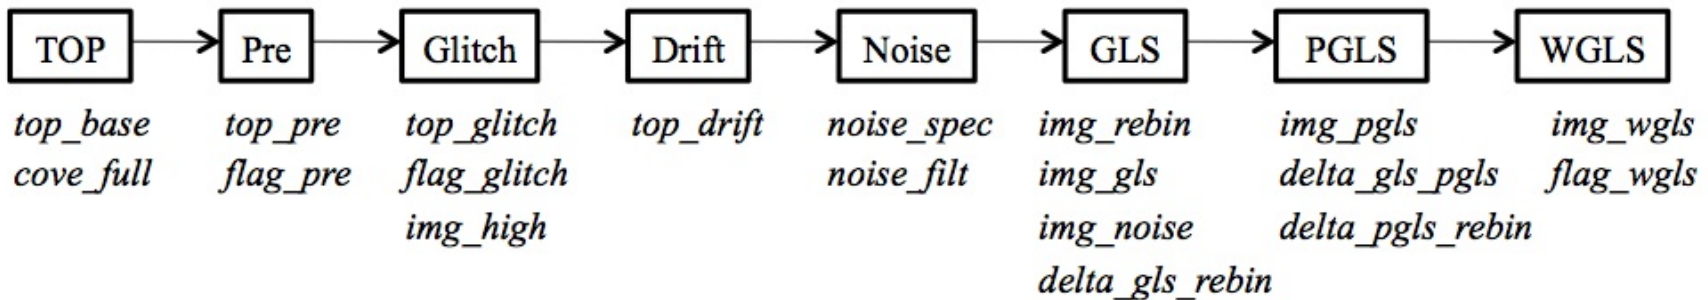 TOP Pre Glitch Drift Noise GLS PGLS WGLS
top_base top_pre top_glitch top_drift noise_spec img_rebin img_pgls img_wgls
cove_full flag_pre flag_glitch noise_filt img_gls delta_gls_pgls flag_wgls
img_high img_noise delta_pgls_rebin
delta_gls_rebin